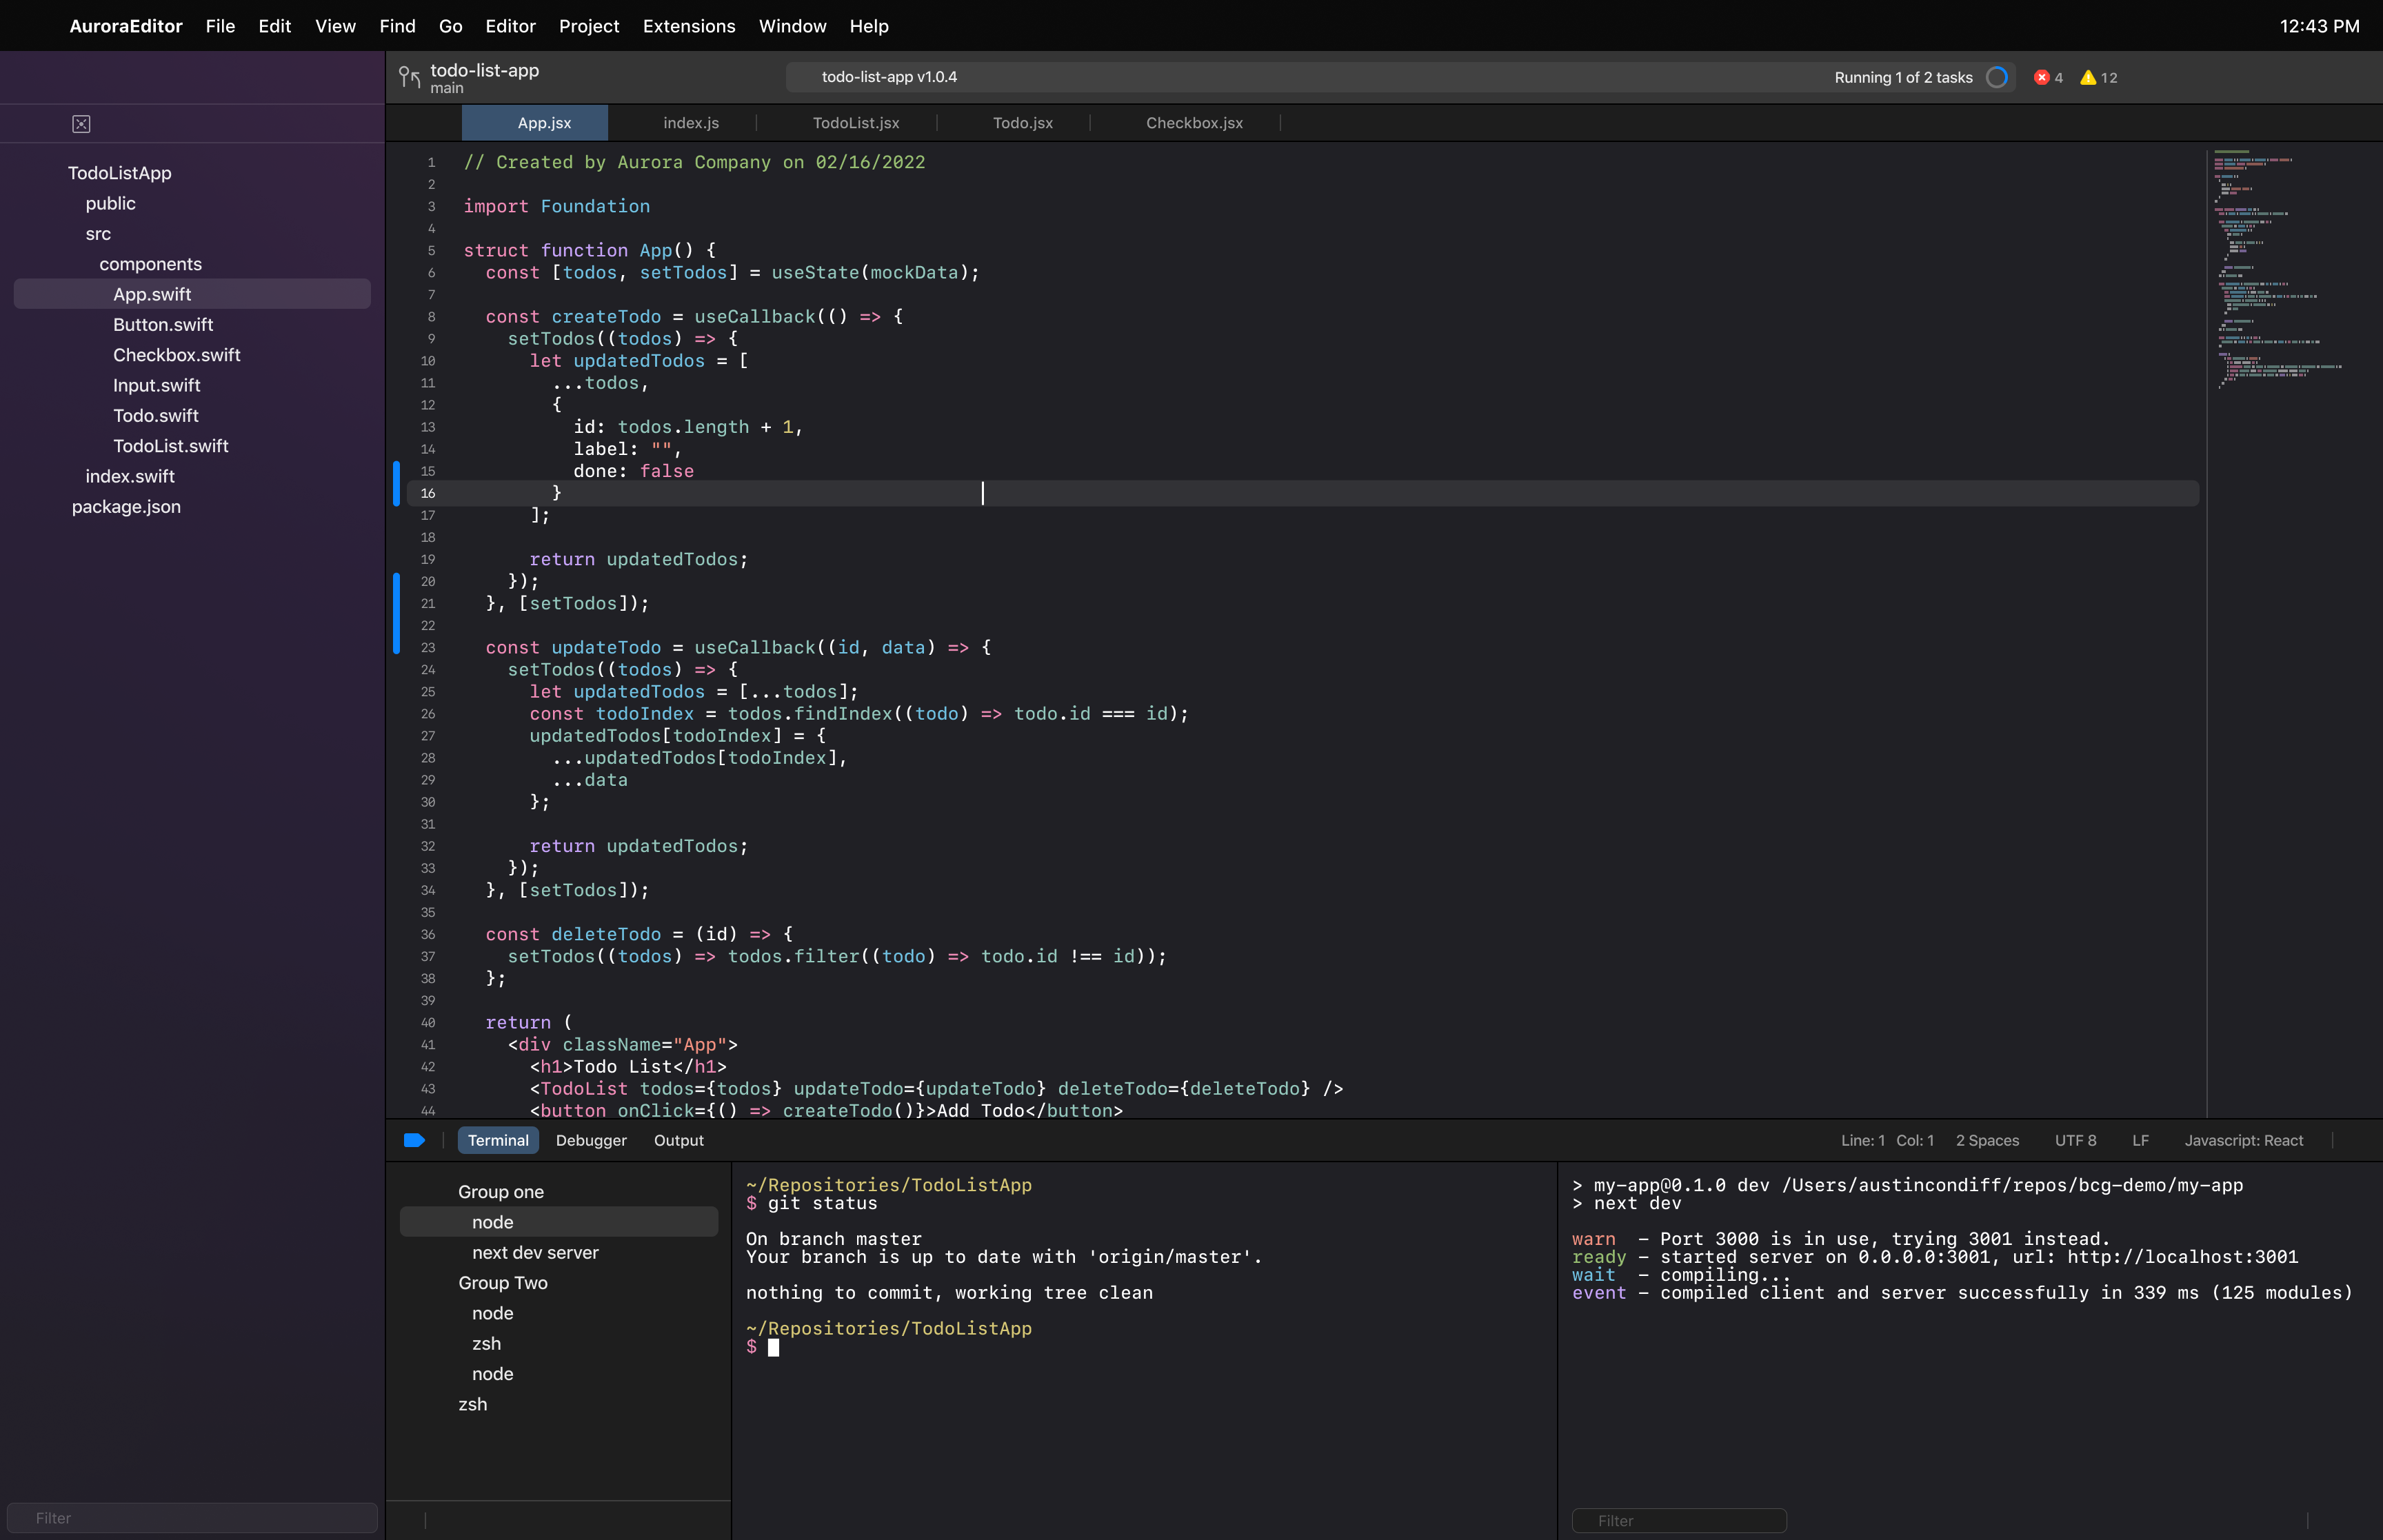 AuroraEditor File Edit View Find Go Editor Project Extensions Window Help 12:43 PM
todo-list-app
main
todo-list-app v1.0.4 Running 1 of 2 tasks 4 12
App.jsx index.js TodoList.jsx Todo.jsx Checkbox.jsx
TodoListApp
public
src
components
App.swift
Button.swift
Checkbox.swift
Input.swift
Todo.swift
TodoList.swift
index.swift
package.json
Filter
1 // Created by Aurora Company on 02/16/2022
2
3 import Foundation
4
5 struct function App() {
6 const [todos, setTodos] = useState(mockData);
7
8 const createTodo = useCallback(() => {
9 setTodos((todos) => {
10 let updatedTodos = [
11 ...todos,
12 {
13 id: todos.length + 1,
14 label: "",
15 done: false
16 }
17 ];
18
19 return updatedTodos;
20 });
21 }, [setTodos]);
22
23 const updateTodo = useCallback((id, data) => {
24 setTodos((todos) => {
25 let updatedTodos = [...todos];
26 const todoIndex = todos.findIndex((todo) => todo.id === id);
27 updatedTodos[todoIndex] = {
28 ...updatedTodos[todoIndex],
29 ...data
30 };
31
32 return updatedTodos;
33 });
34 }, [setTodos]);
35
36 const deleteTodo = (id) => {
37 setTodos((todos) => todos.filter((todo) => todo.id !== id));
38 };
39
40 return (
41 <div className="App">
42 <h1>Todo List</h1>
43 <TodoList todos={todos} updateTodo={updateTodo} deleteTodo={deleteTodo} />
44 <button onClick={() => createTodo()}>Add Todo</button>
Terminal Debugger Output Line: 1 Col: 1 2 Spaces UTF 8 LF Javascript: React
Group one
node
next dev server
Group Two
node
zsh
node
zsh
~/Repositories/TodoListApp
$ git status
On branch master
Your branch is up to date with 'origin/master'.
nothing to commit, working tree clean
~/Repositories/TodoListApp
$
> my-app@0.1.0 dev /Users/austincondiff/repos/bcg-demo/my-app
> next dev
warn – Port 3000 is in use, trying 3001 instead.
ready – started server on 0.0.0.0:3001, url: http://localhost:3001
wait – compiling...
event – compiled client and server successfully in 339 ms (125 modules)
Filter